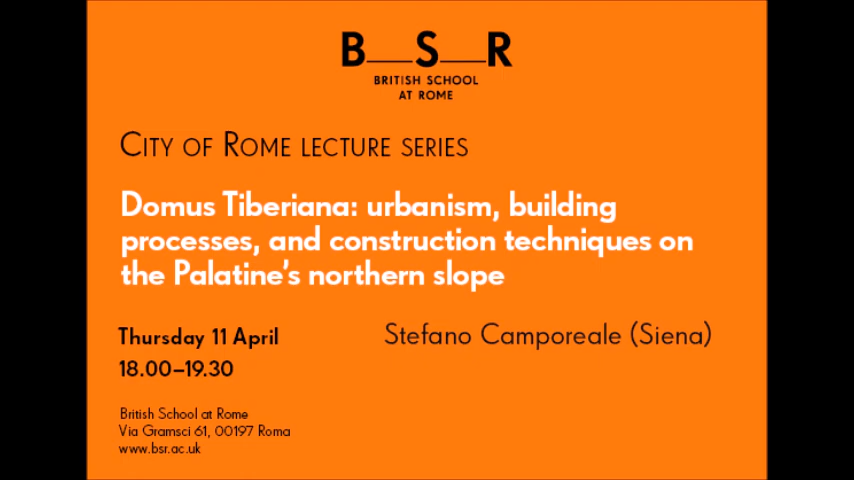 B__S__R
BRITISH SCHOOL
AT ROME
CITY OF ROME LECTURE SERIES
Domus Tiberiana: urbanism, building
processes, and construction techniques on
the Palatine's northern slope
Thursday 11 April
Stefano Camporeale (Siena)
18.00–19.30
British School at Rome
Via Gramsci 61, 00197 Roma
www.bsr.ac.uk